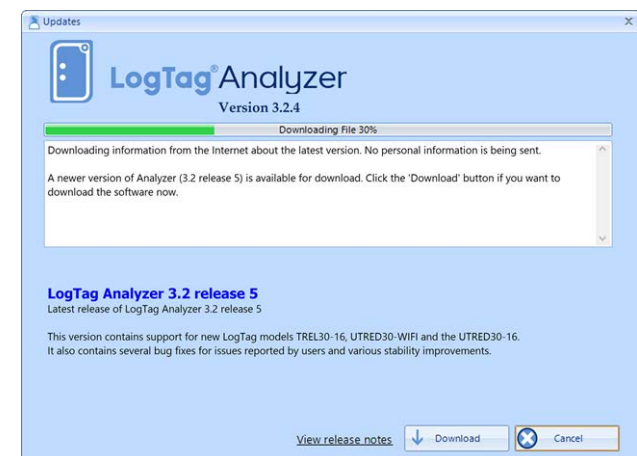 Updates
LogTag® Analyzer
Version 3.2.4
Downloading File 30%
Downloading information from the Internet about the latest version. No personal information is being sent.
A newer version of Analyzer (3.2 release 5) is available for download. Click the 'Download' button if you want to
download the software now.
LogTag Analyzer 3.2 release 5
Latest release of LogTag Analyzer 3.2 release 5
This version contains support for new LogTag models TREL30-16, UTRED30-WIFI and the UTRED30-16.
It also contains several bug fixes for issues reported by users and various stability improvements.
View release notes Download Cancel